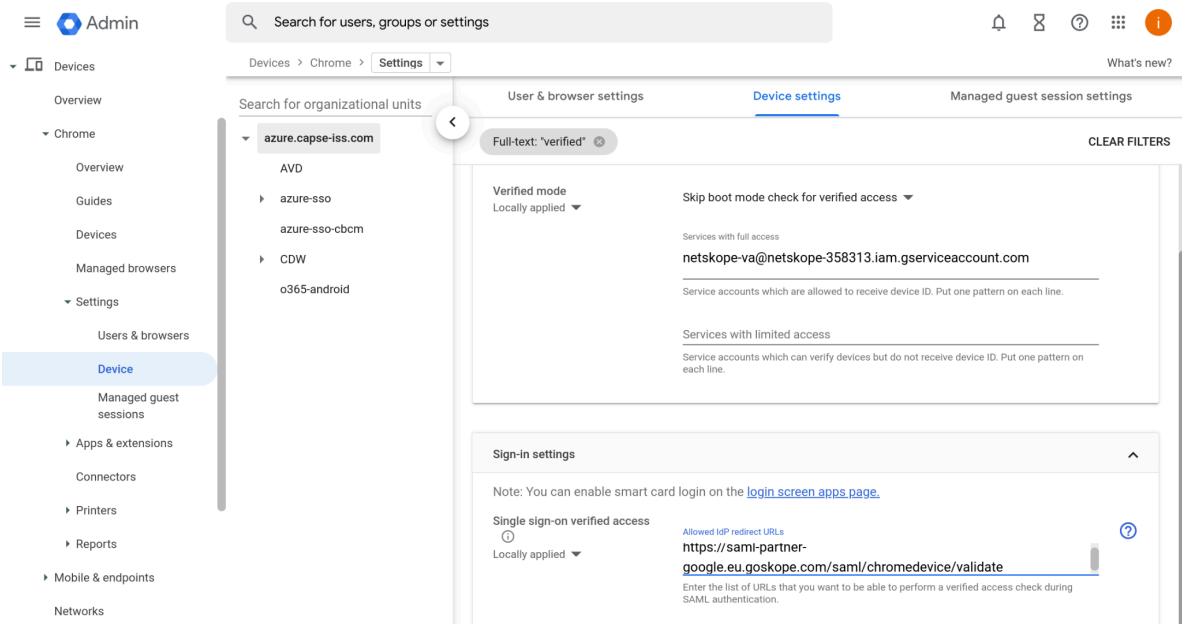 Admin
Search for users, groups or settings
i
Devices
Overview
Chrome
Overview
Guides
Devices
Managed browsers
Settings
Users & browsers
Device
Managed guest
sessions
Apps & extensions
Connectors
Printers
Reports
Mobile & endpoints
Networks
Devices > Chrome > Settings
What's new?
Search for organizational units
azure.capse-iss.com
AVD
azure-sso
azure-sso-cbcm
CDW
o365-android
User & browser settings
Device settings
Managed guest session settings
Full-text: "verified"
CLEAR FILTERS
Verified mode
Locally applied
Skip boot mode check for verified access
Services with full access
netskope-va@netskope-358313.iam.gserviceaccount.com
Service accounts which are allowed to receive device ID. Put one pattern on each line.
Services with limited access
Service accounts which can verify devices but do not receive device ID. Put one pattern on
each line.
Sign-in settings
Note: You can enable smart card login on the login screen apps page.
Single sign-on verified access
Locally applied
Allowed IdP redirect URLs
https://saml-partner-
google.eu.goskope.com/saml/chromedevice/validate
Enter the list of URLs that you want to be able to perform a verified access check during
SAML authentication.